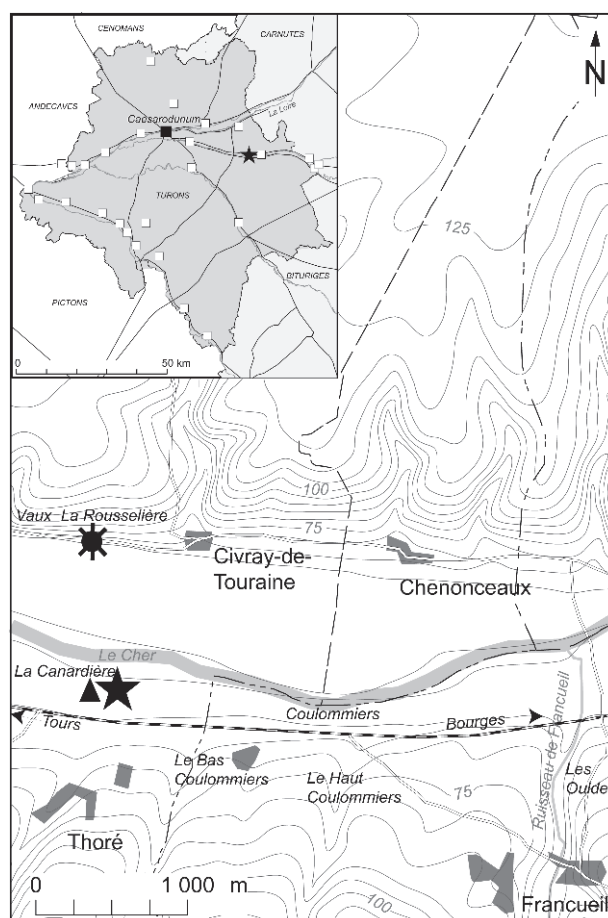 CENOMANS
CARNUTES
ANDECAVES
Caesarodunum
La Loire
TURONS
BITURIGES
PICTONS
0 50 km
N
125
100
75
Vaux La Rousselière
Civray-de-
Touraine
Chenonceaux
Le Cher
La Canardière
Coulommiers
Tours
Bourges
Le Bas
Coulommiers
Le Haut
Coulommiers
75
Ruisseau de Francueil
Les
Oulde
Thoré
0 1 000 m
100
Francueil